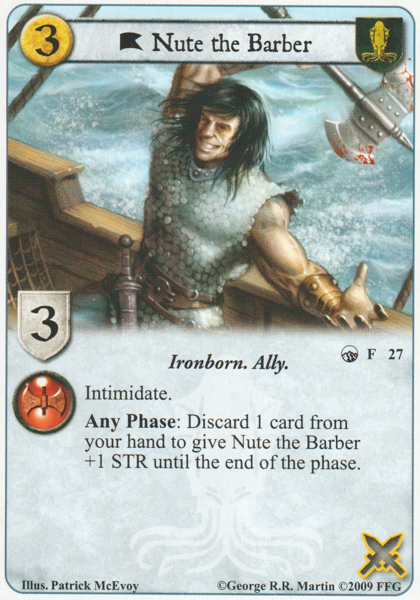 3 Nute the Barber
3
Ironborn. Ally.
F 27
Intimidate.
Any Phase: Discard 1 card from
your hand to give Nute the Barber
+1 STR until the end of the phase.
Illus. Patrick McEvoy ©George R.R. Martin ©2009 FFG